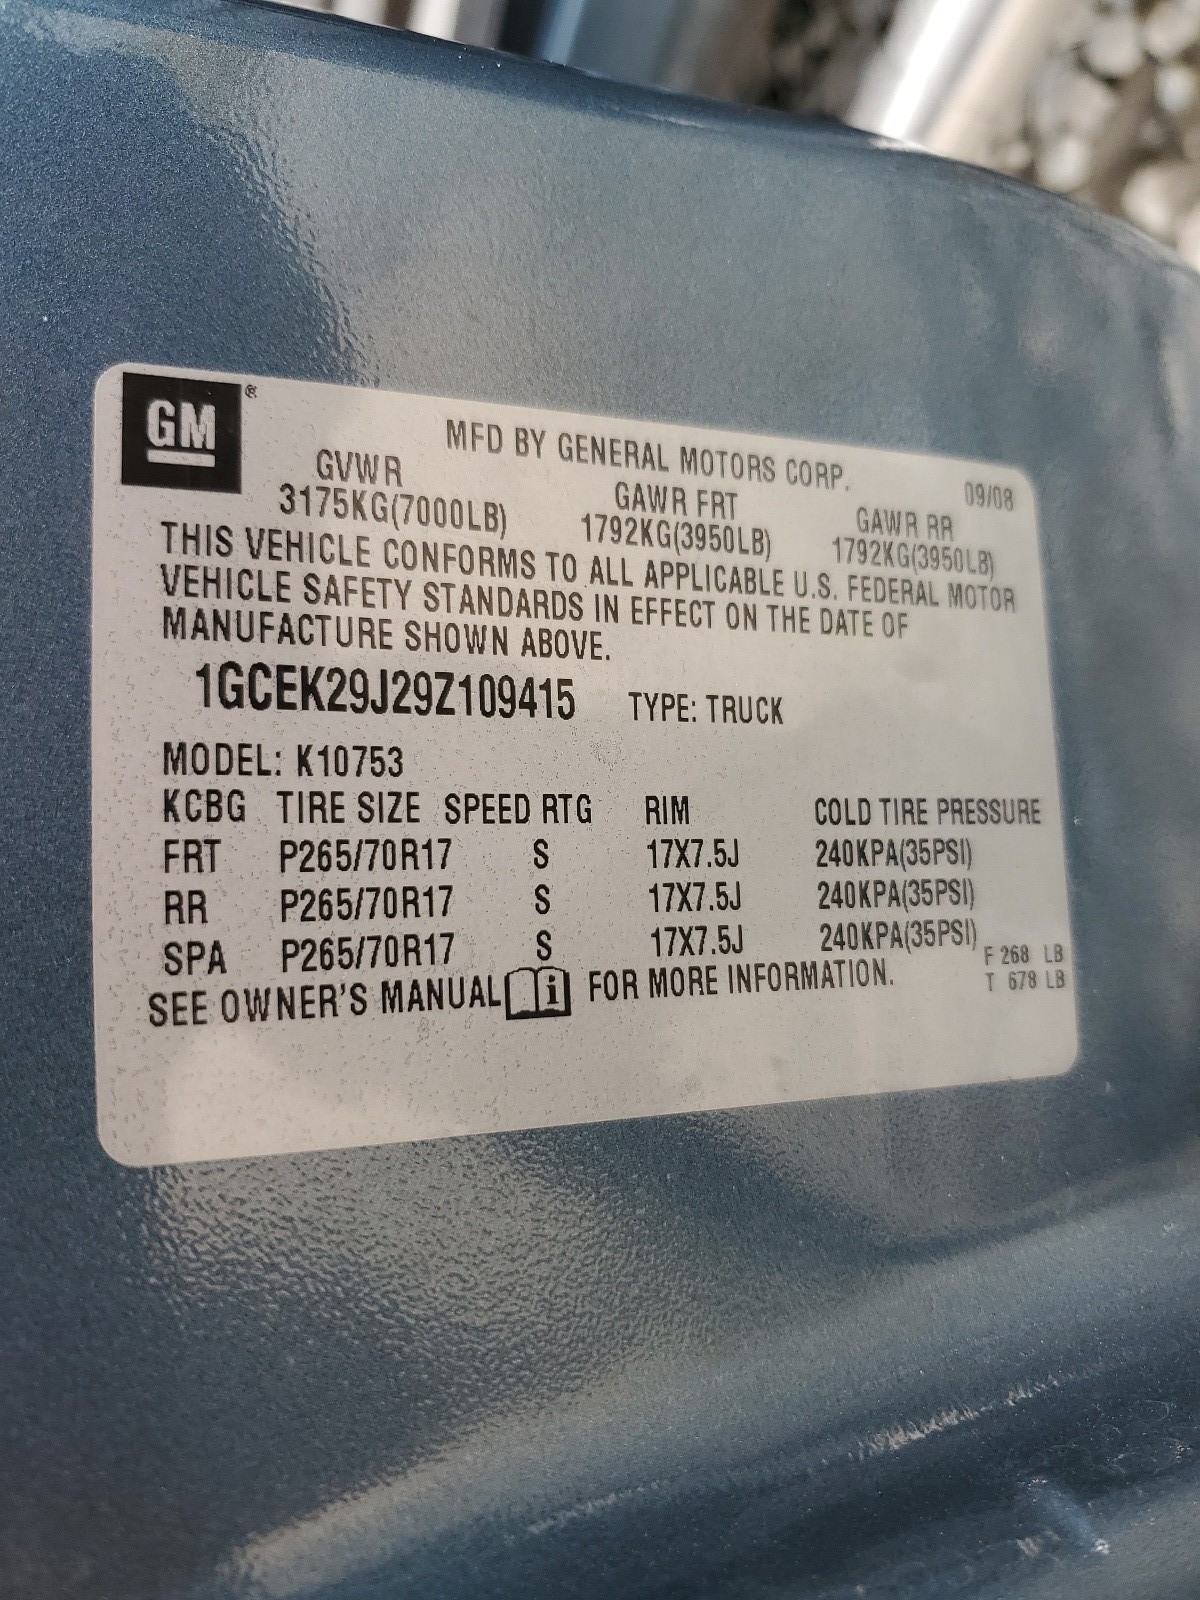 GM ®
MFD BY GENERAL MOTORS CORP. 09/08
GVWR GAWR FRT GAWR RR
3175KG(7000LB) 1792KG(3950LB) 1792KG(3950LB)
THIS VEHICLE CONFORMS TO ALL APPLICABLE U.S. FEDERAL MOTOR
VEHICLE SAFETY STANDARDS IN EFFECT ON THE DATE OF
MANUFACTURE SHOWN ABOVE.
1GCEK29J29Z109415 TYPE: TRUCK
MODEL: K10753
KCBG TIRE SIZE SPEED RTG RIM COLD TIRE PRESSURE
FRT P265/70R17 S 17X7.5J 240KPA(35PSI)
RR P265/70R17 S 17X7.5J 240KPA(35PSI)
SPA P265/70R17 S 17X7.5J 240KPA(35PSI)
F 268 LB
T 678 LB
SEE OWNER'S MANUAL i FOR MORE INFORMATION.